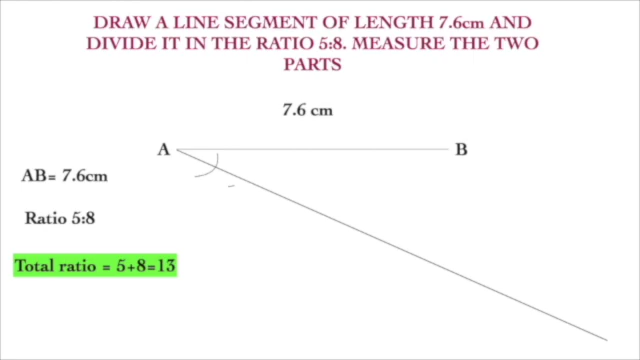 DRAW A LINE SEGMENT OF LENGTH 7.6cm AND
DIVIDE IT IN THE RATIO 5:8. MEASURE THE TWO
PARTS
7.6 cm
A
B
AB= 7.6cm
Ratio 5:8
Total ratio = 5+8=13